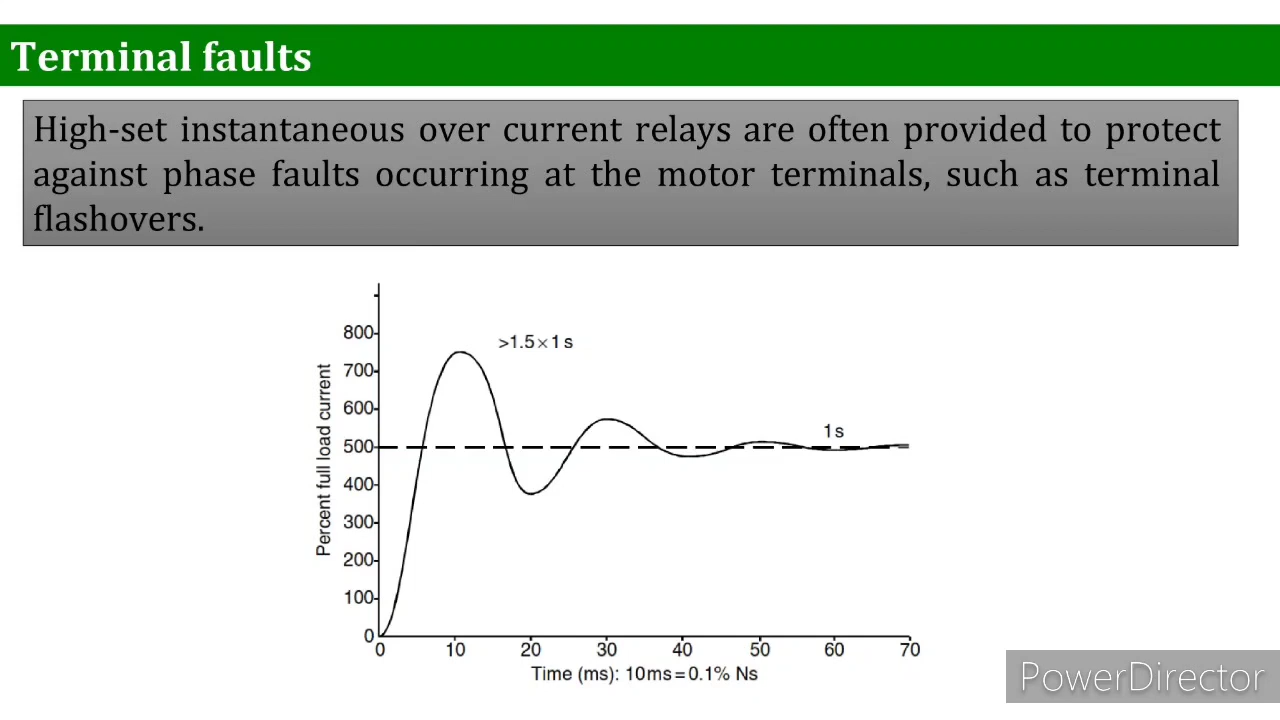 Terminal faults
High-set instantaneous over current relays are often provided to protect
against phase faults occurring at the motor terminals, such as terminal
flashovers.
>1.5×1s
1s
Percent full load current
800
700
600
500
400
300
200
100
0
0 10 20 30 40 50 60 70
Time (ms): 10ms=0.1% Ns
PowerDirector